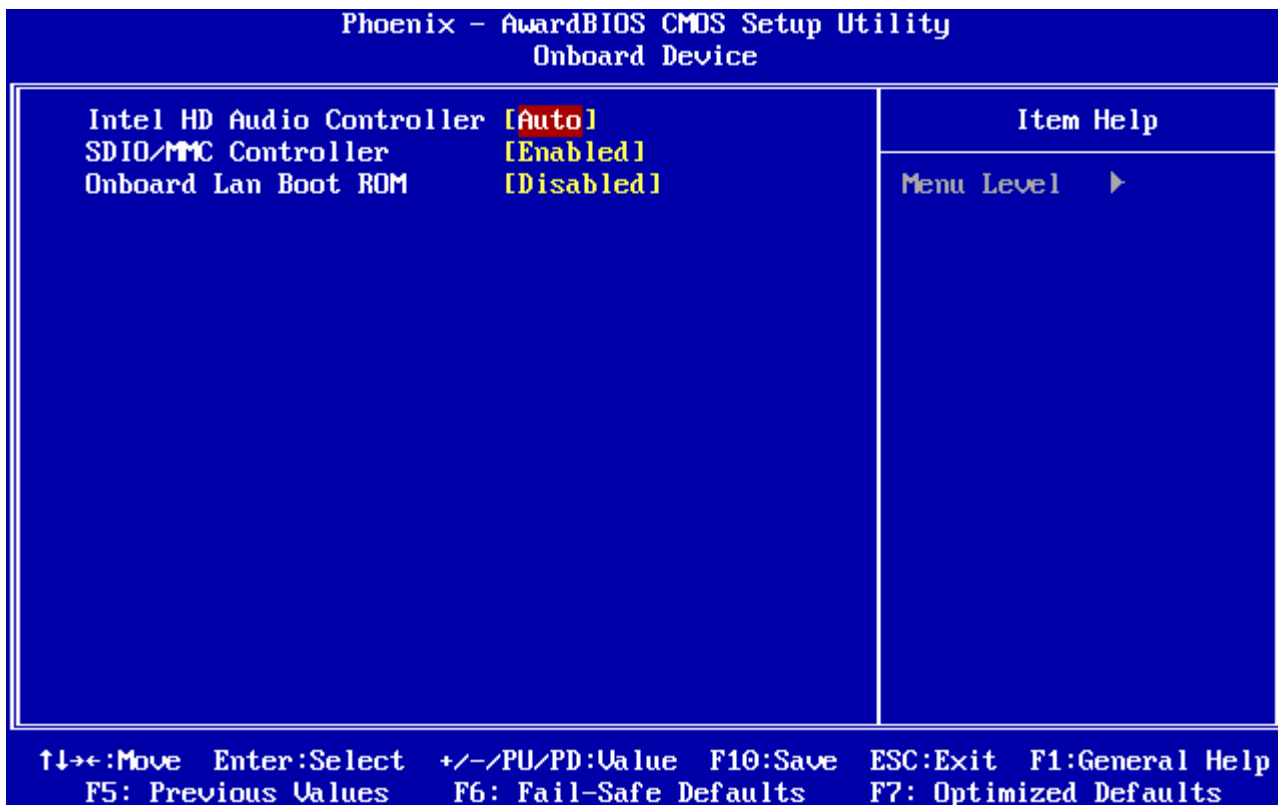 Phoenix - AwardBIOS CMOS Setup Utility
Onboard Device
Intel HD Audio Controller [Auto]
SDIO/MMC Controller [Enabled]
Onboard Lan Boot ROM [Disabled]
Item Help
Menu Level ▶
↑↓→←:Move Enter:Select +/-/PU/PD:Value F10:Save ESC:Exit F1:General Help
F5: Previous Values F6: Fail-Safe Defaults F7: Optimized Defaults